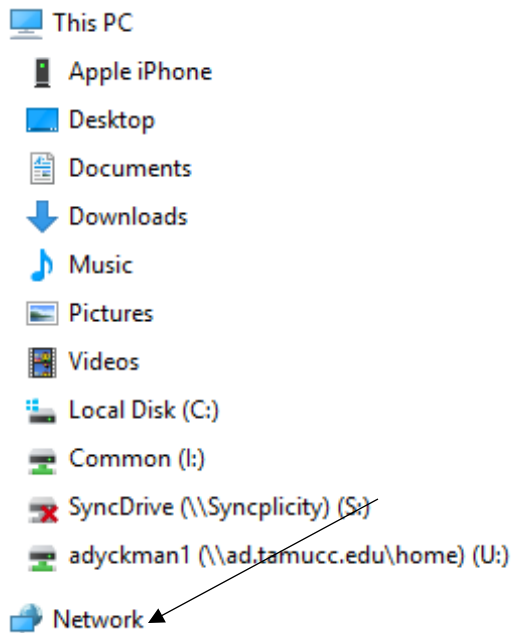 This PC
Apple iPhone
Desktop
Documents
Downloads
Music
Pictures
Videos
Local Disk (C:)
Common (I:)
SyncDrive (\\Syncplicity) (S:)
adyckman1 (\\ad.tamucc.edu\home) (U:)
Network